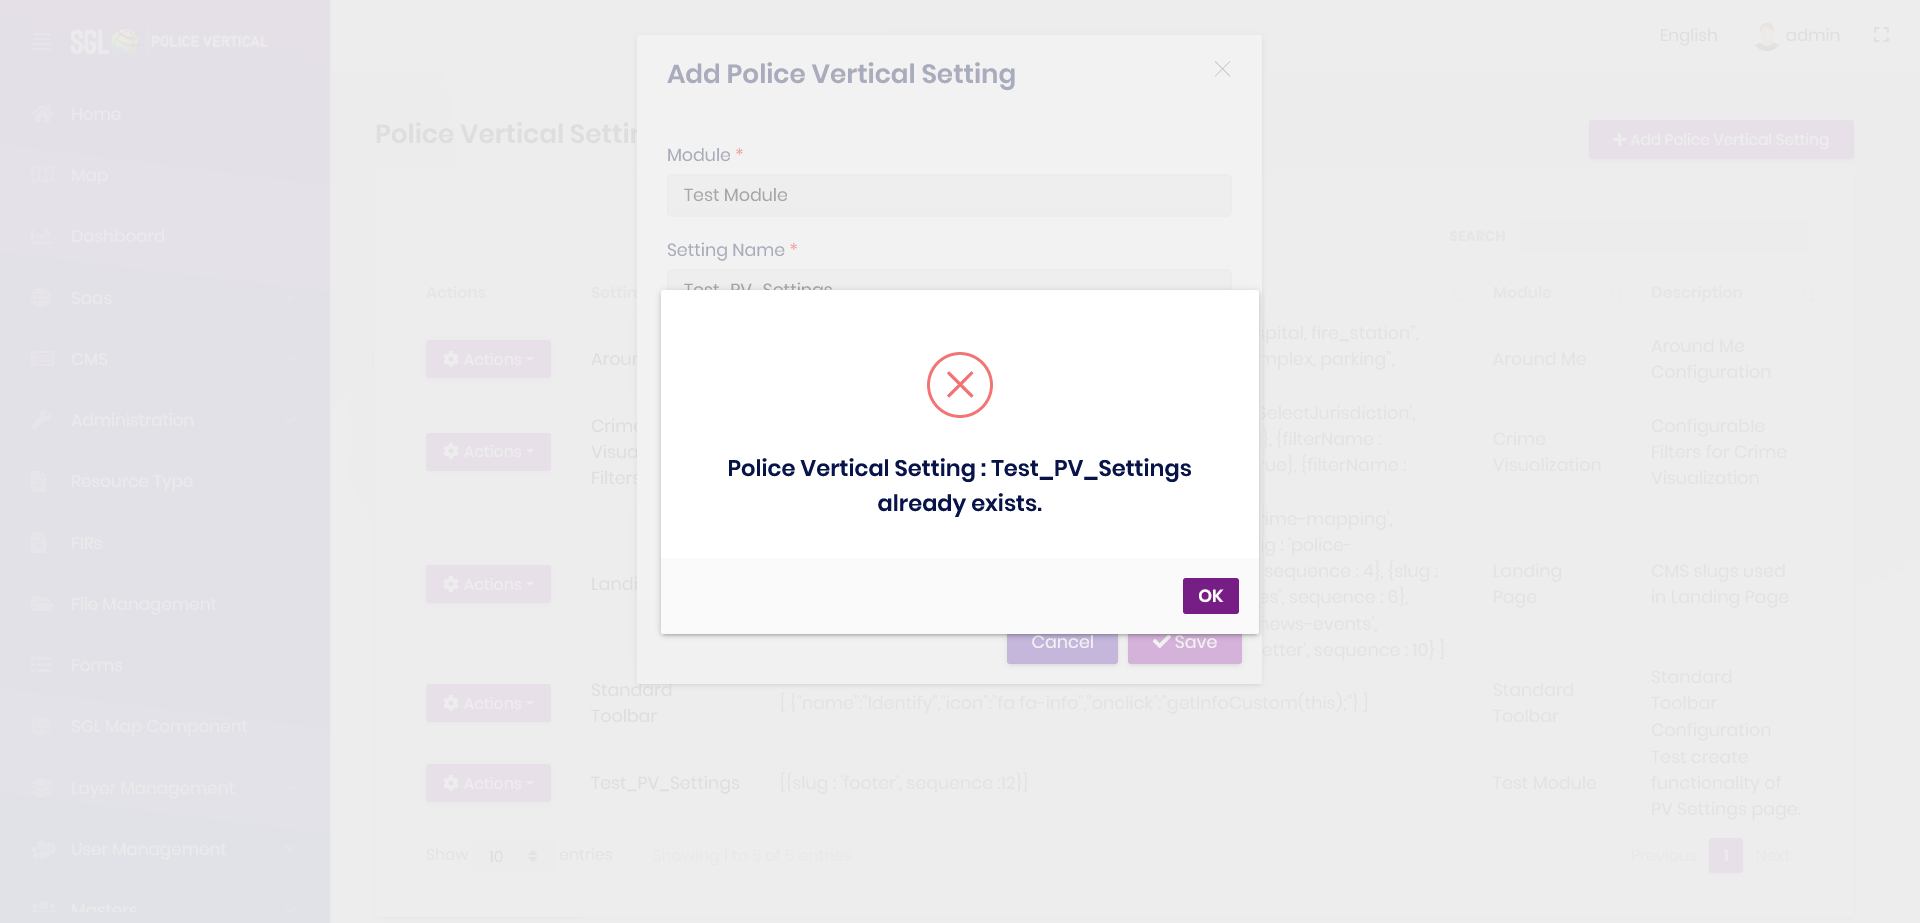 SGL POLICE VERTICAL
English
admin
Home
Map
Dashboard
Saas
CMS
Administration
Resource Type
FIRs
File Management
Forms
SGL Map Component
Layer Management
User Management
Masters
Police Vertical Settin
+ Add Police Vertical Setting
SEARCH
Add Police Vertical Setting
Module *
Test Module
Setting Name *
Test_PV_Settings
Police Vertical Setting : Test_PV_Settings
already exists.
OK
Cancel
Save
Actions
Settin
Module
Description
Actions
Aroun
spital, fire_station",
mplex, parking",
Around Me
Around Me
Configuration
Actions
Crime
Visua
Filters
SelectJurisdiction',
}, {filterName :
rue}, {filterName :
Crime
Visualization
Configurable
Filters for Crime
Visualization
Actions
Landi
ime-mapping',
g : 'police-
sequence : 4}, {slug :
es', sequence : 6},
news-events',
etter', sequence : 10} ]
Landing
Page
CMS slugs used
in Landing Page
Actions
Standard
Toolbar
[ {"name":"Identify","icon":"fa fa-info","onclick":"getInfoCustom(this);"} ]
Standard
Toolbar
Standard
Toolbar
Configuration
Actions
Test_PV_Settings
[{slug : 'footer', sequence :12}]
Test Module
Test create
functionality of
PV Settings page.
Show 10 entries
Showing 1 to 5 of 5 entries
Previous 1 Next